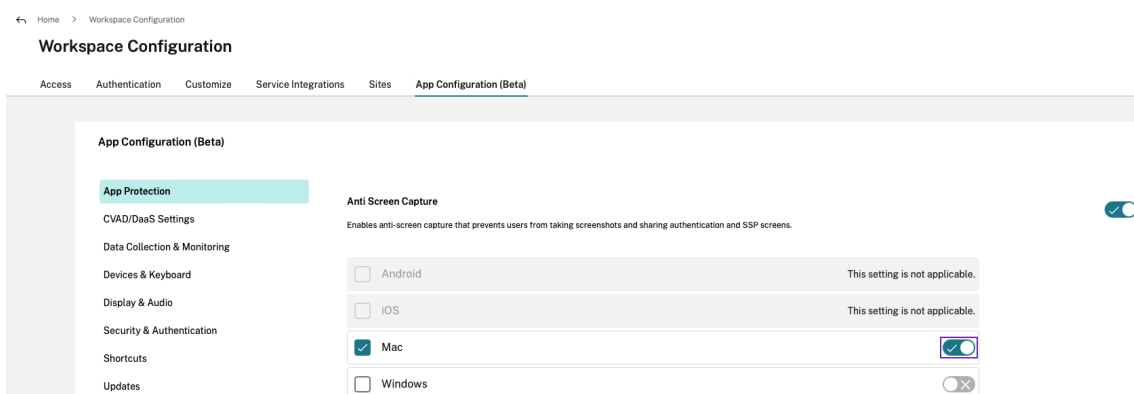 Home > Workspace Configuration
Workspace Configuration
Access Authentication Customize Service Integrations Sites App Configuration (Beta)
App Configuration (Beta)
App Protection
CVAD/DaaS Settings
Data Collection & Monitoring
Devices & Keyboard
Display & Audio
Security & Authentication
Shortcuts
Updates
Anti Screen Capture
Enables anti-screen capture that prevents users from taking screenshots and sharing authentication and SSP screens.
Android This setting is not applicable.
iOS This setting is not applicable.
Mac
Windows